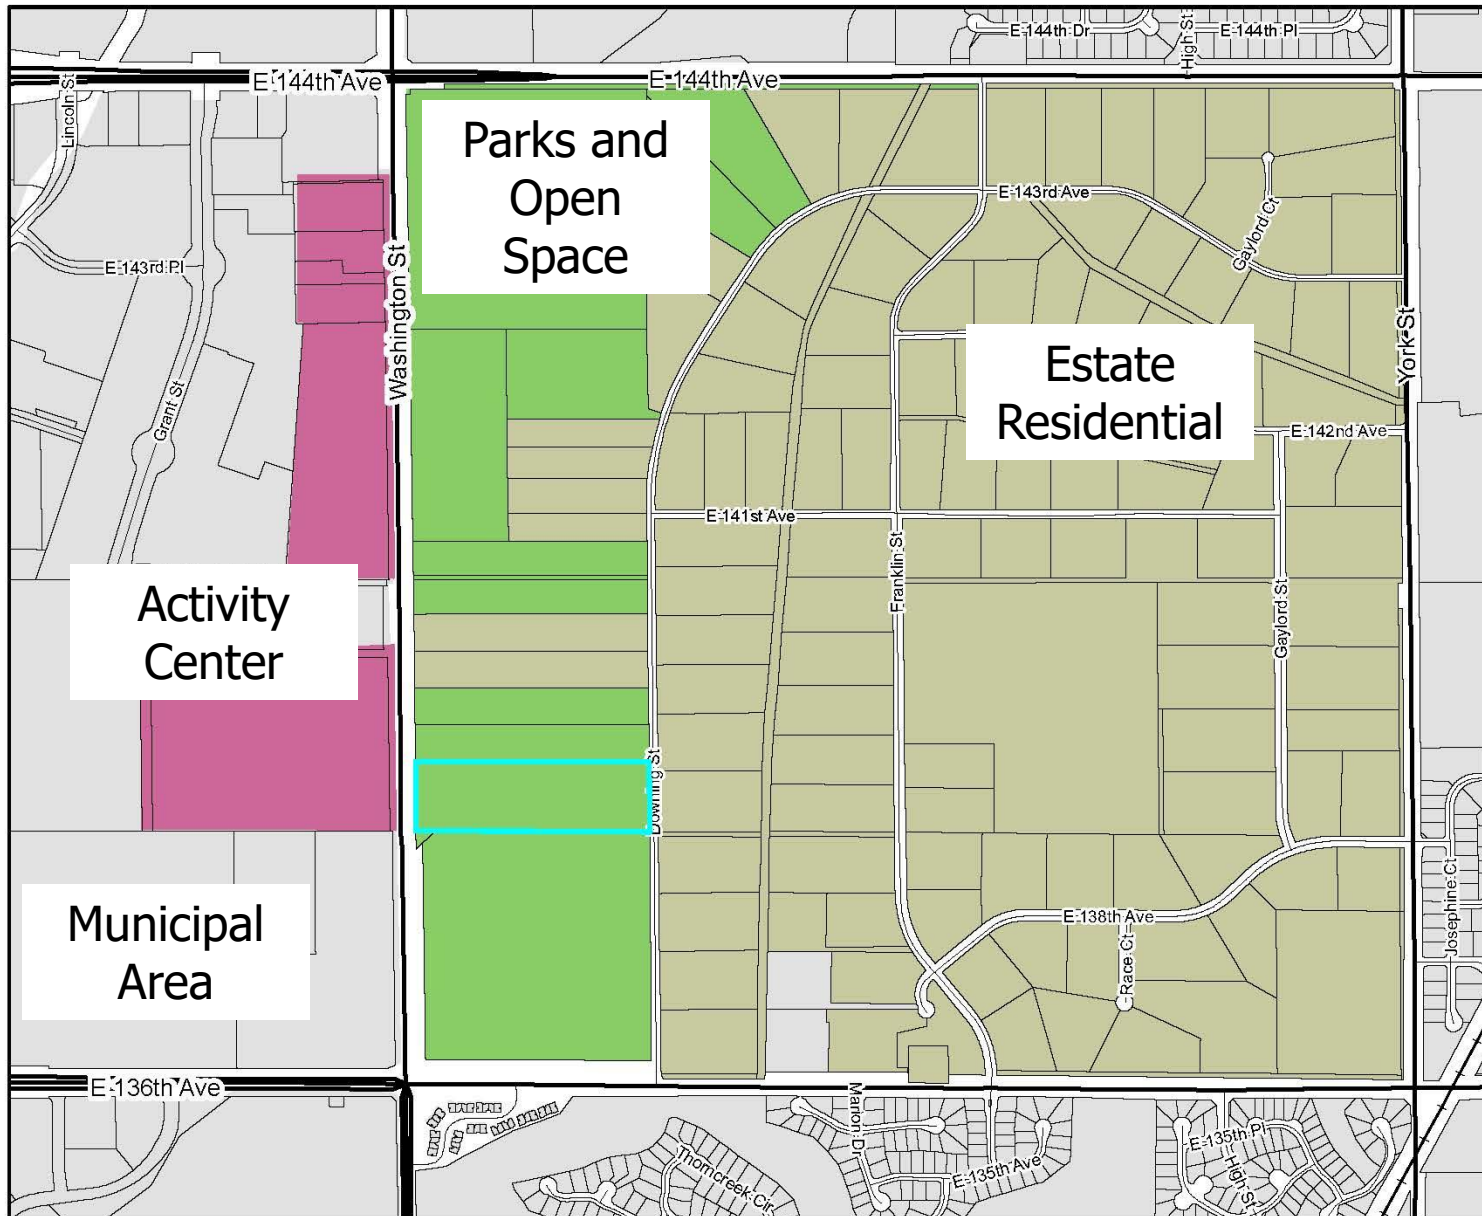 E 144th Dr
E 144th Pl
High St
E 144th Ave
E 144th Ave
Lincoln St
Parks and
Open
Space
E 143rd Ave
Gaylord Ct
E 143rd Pl
Washington St
Grant St
Estate
Residential
York St
E 142nd Ave
E 141st Ave
Franklin St
Gaylord St
Activity
Center
Downing St
Municipal
Area
E 138th Ave
Race Ct
Josephine Ct
E 136th Ave
Marion Dr
E 135th Ave
E 135th Pl
High St
Thorncreek Cir